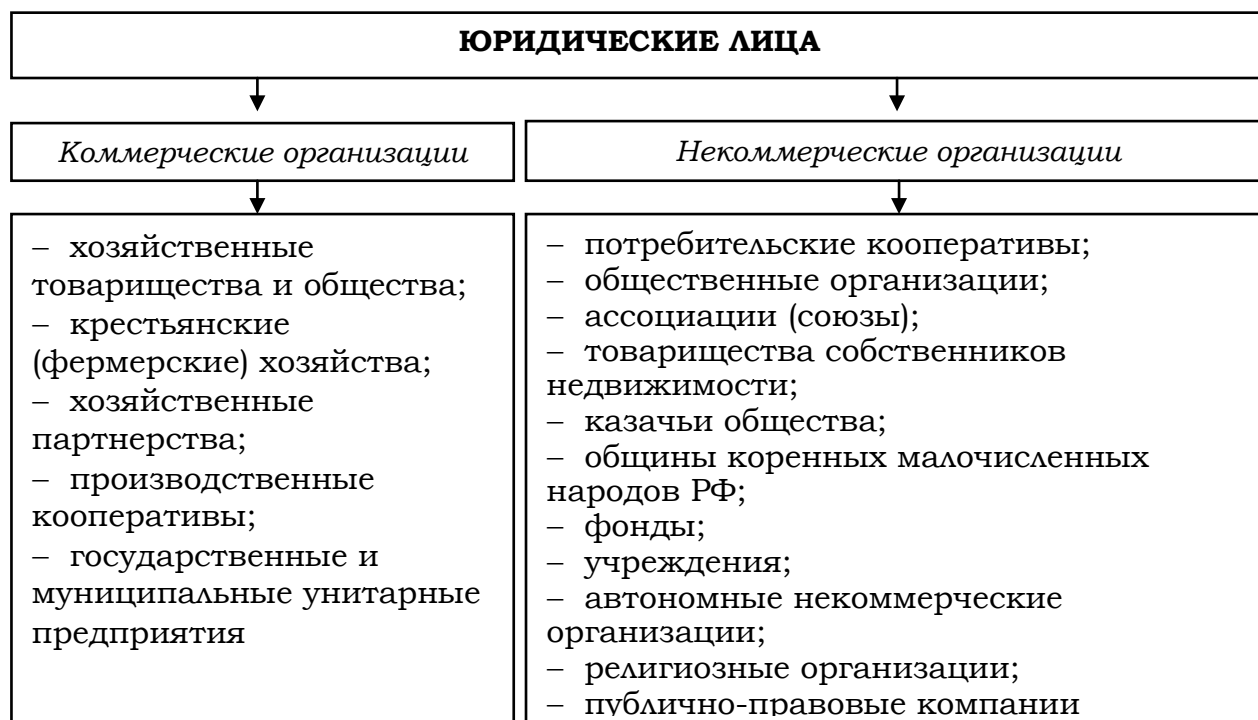 ЮРИДИЧЕСКИЕ ЛИЦА
Коммерческие организации
Некоммерческие организации
– хозяйственные
товарищества и общества;
– крестьянские
(фермерские) хозяйства;
– хозяйственные
партнерства;
– производственные
кооперативы;
– государственные и
муниципальные унитарные
предприятия
– потребительские кооперативы;
– общественные организации;
– ассоциации (союзы);
– товарищества собственников
недвижимости;
– казачьи общества;
– общины коренных малочисленных
народов РФ;
– фонды;
– учреждения;
– автономные некоммерческие
организации;
– религиозные организации;
– публично-правовые компании